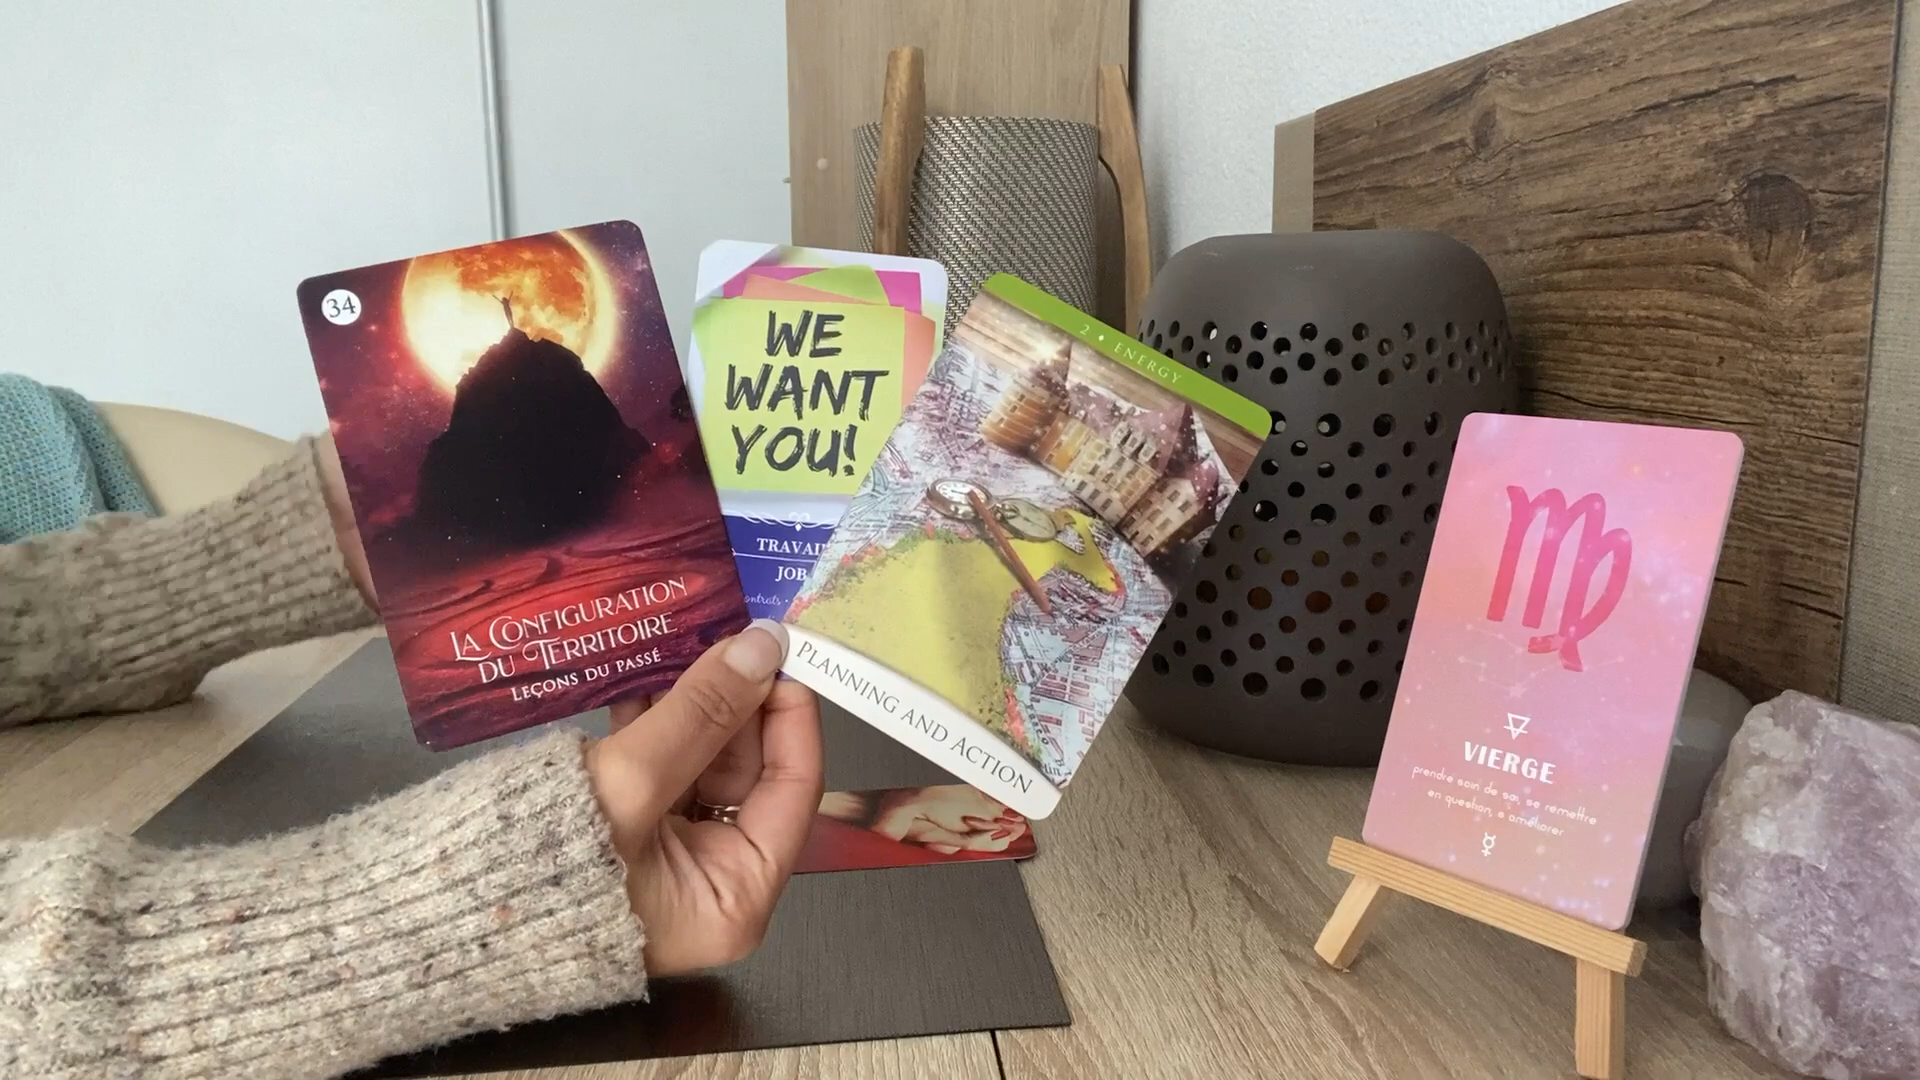 34
LA CONFIGURATION
DU TERRITOIRE
LEÇONS DU PASSÉ
WE
WANT
YOU!
JOB
2 • ENERGY
PLANNING AND ACTION
VIERGE
prendre soin de soi, se remettre
en question, s'améliorer